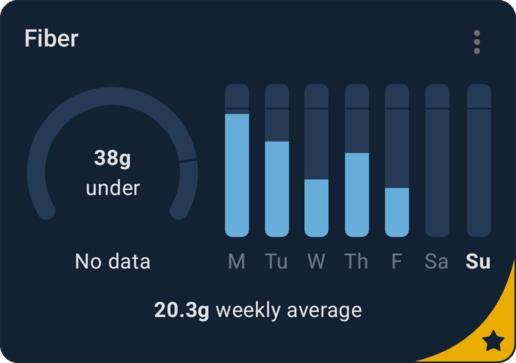 Fiber
38g
under
No data
M Tu W Th F Sa Su
20.3g weekly average